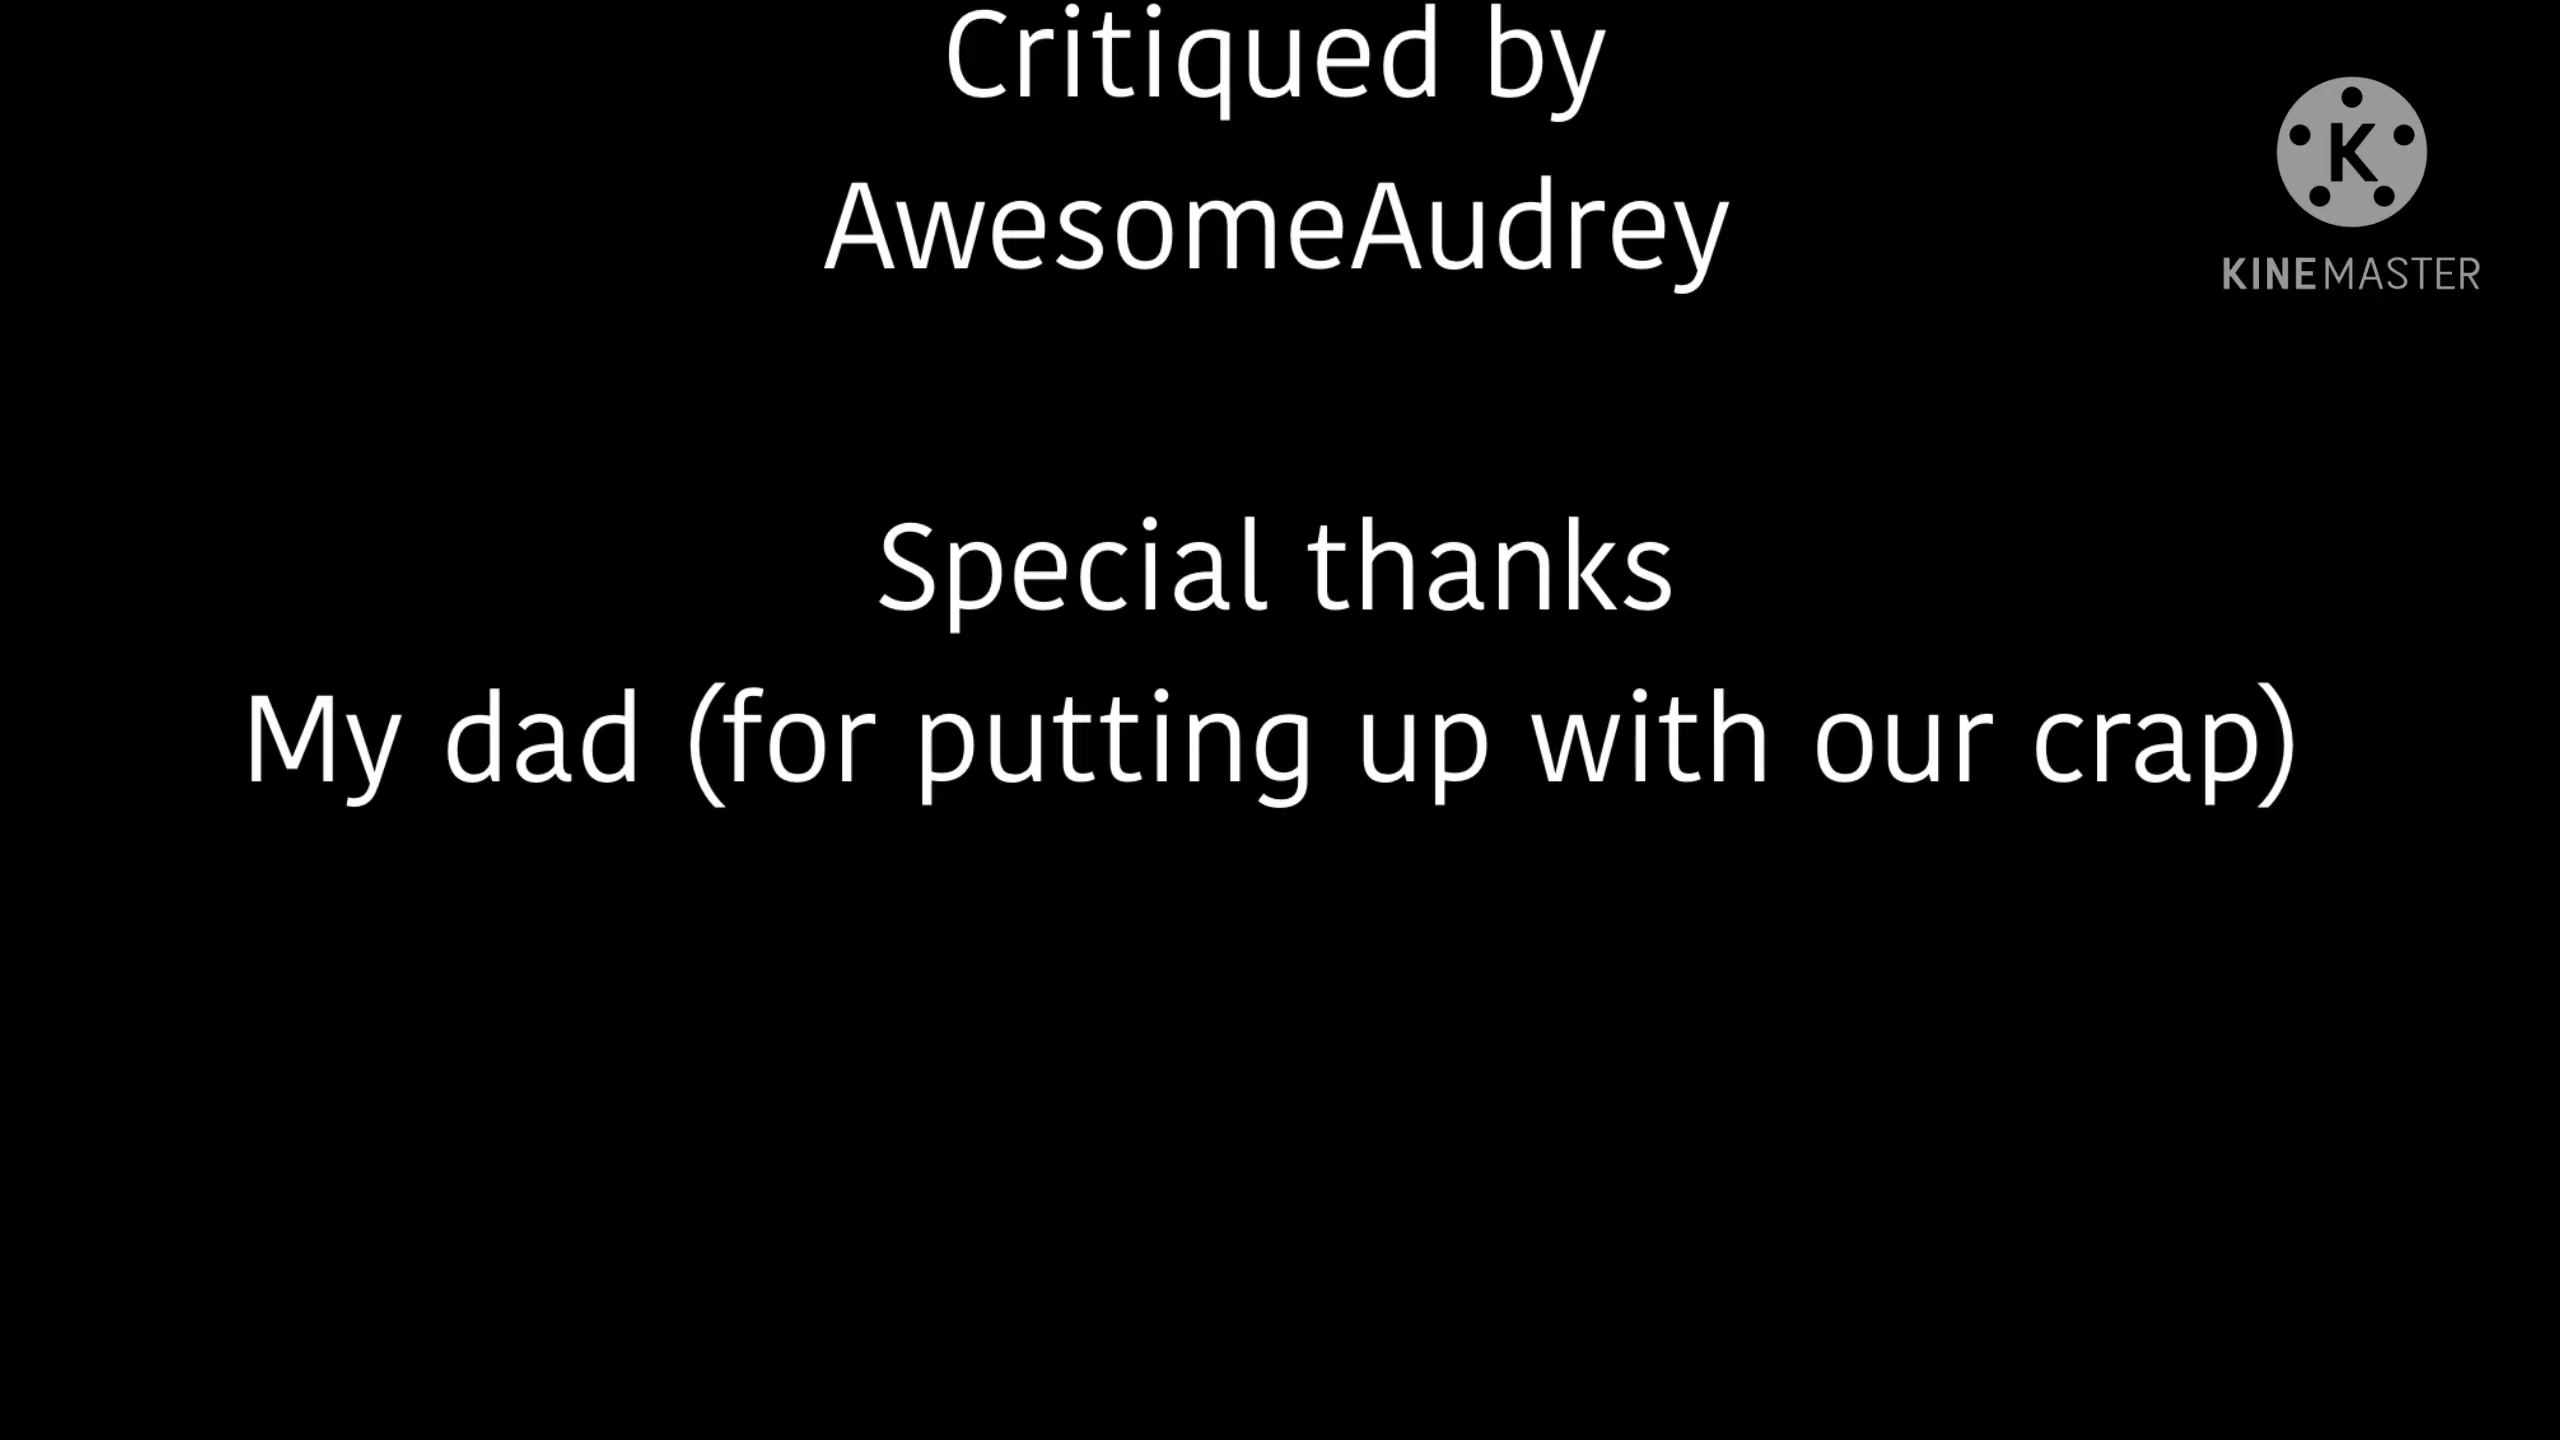 Critiqued by
AwesomeAudrey
Special thanks
My dad (for putting up with our crap)
K
KINEMASTER